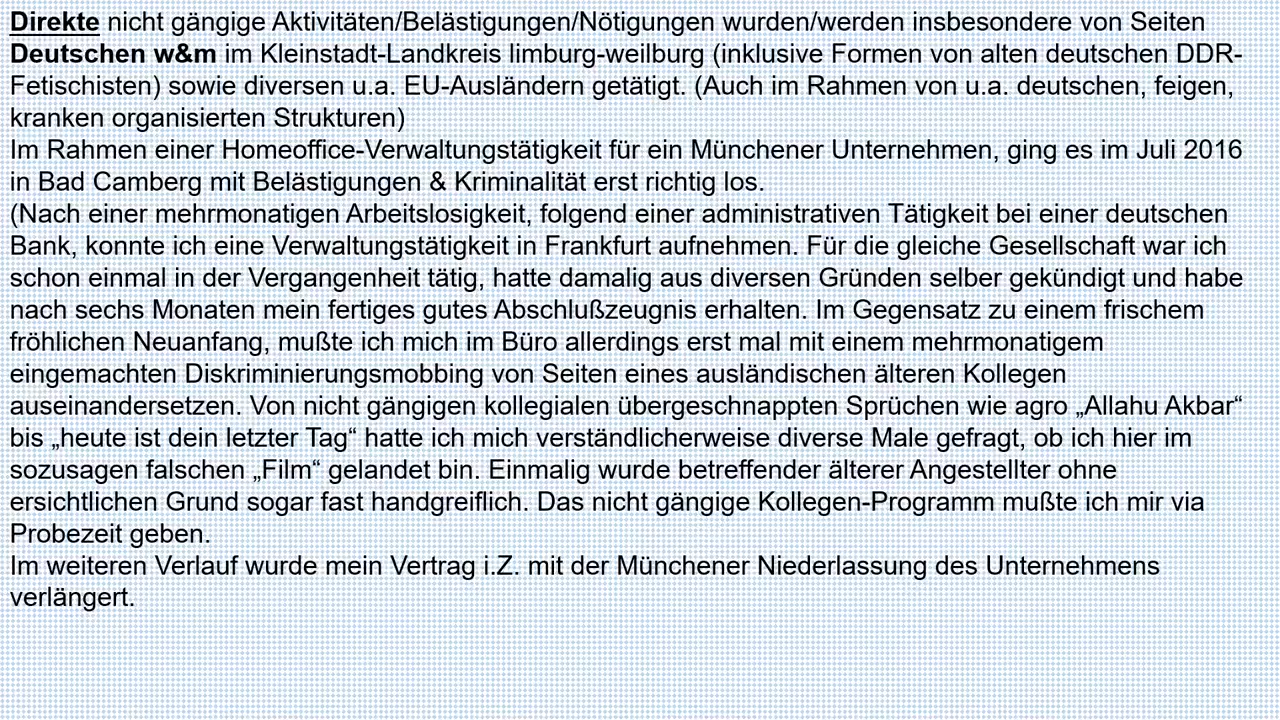 Direkte nicht gängige Aktivitäten/Belästigungen/Nötigungen wurden/werden insbesondere von Seiten
Deutschen w&m im Kleinstadt-Landkreis limburg-weilburg (inklusive Formen von alten deutschen DDR-
Fetischisten) sowie diversen u.a. EU-Ausländern getätigt. (Auch im Rahmen von u.a. deutschen, feigen,
kranken organisierten Strukturen)
Im Rahmen einer Homeoffice-Verwaltungstätigkeit für ein Münchener Unternehmen, ging es im Juli 2016
in Bad Camberg mit Belästigungen & Kriminalität erst richtig los.
(Nach einer mehrmonatigen Arbeitslosigkeit, folgend einer administrativen Tätigkeit bei einer deutschen
Bank, konnte ich eine Verwaltungstätigkeit in Frankfurt aufnehmen. Für die gleiche Gesellschaft war ich
schon einmal in der Vergangenheit tätig, hatte damalig aus diversen Gründen selber gekündigt und habe
nach sechs Monaten mein fertiges gutes Abschlußzeugnis erhalten. Im Gegensatz zu einem frischem
fröhlichen Neuanfang, mußte ich mich im Büro allerdings erst mal mit einem mehrmonatigem
eingemachten Diskriminierungsmobbing von Seiten eines ausländischen älteren Kollegen
auseinandersetzen. Von nicht gängigen kollegialen übergeschnappten Sprüchen wie agro „Allahu Akbar“
bis „heute ist dein letzter Tag“ hatte ich mich verständlicherweise diverse Male gefragt, ob ich hier im
sozusagen falschen „Film“ gelandet bin. Einmalig wurde betreffender älterer Angestellter ohne
ersichtlichen Grund sogar fast handgreiflich. Das nicht gängige Kollegen-Programm mußte ich mir via
Probezeit geben.
Im weiteren Verlauf wurde mein Vertrag i.Z. mit der Münchener Niederlassung des Unternehmens
verlängert.